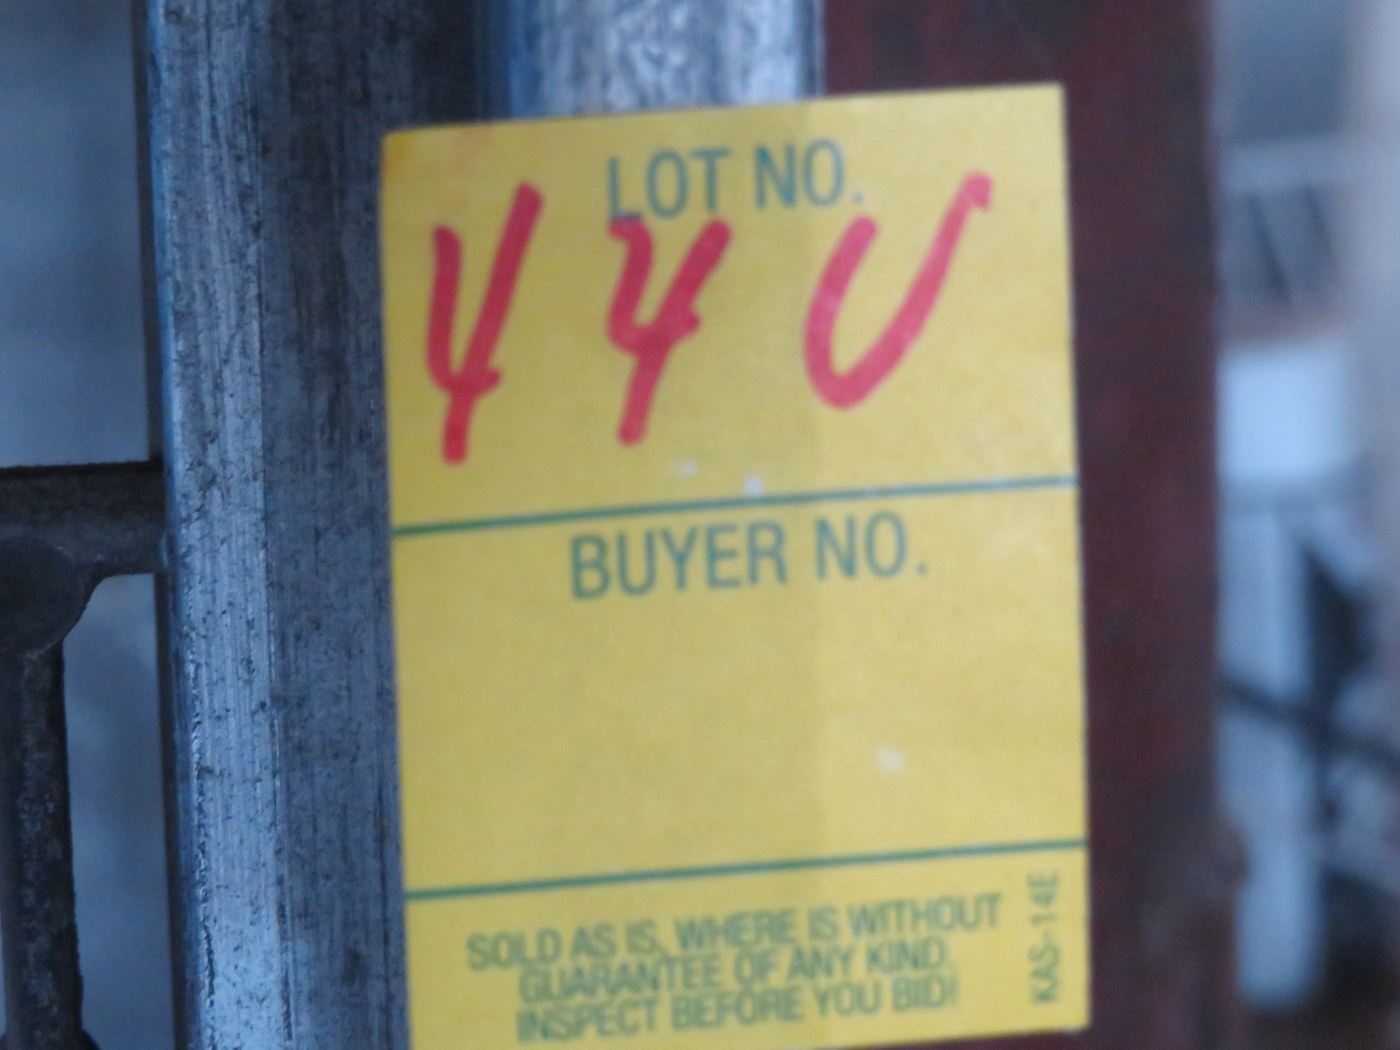 LOT NO.
440
BUYER NO.
SOLD AS IS, WHERE IS WITHOUT
GUARANTEE OF ANY KIND
INSPECT BEFORE YOU BID!
KAS-14E